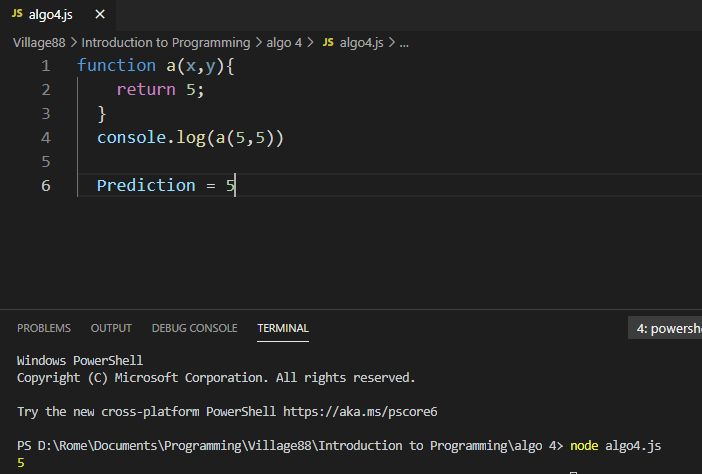 JS algo4.js ×
Village88 > Introduction to Programming > algo 4 > JS algo4.js > ...
1 function a(x,y){
2 return 5;
3 }
4 console.log(a(5,5))
5
6 Prediction = 5
PROBLEMS OUTPUT DEBUG CONSOLE TERMINAL 4: powersh
Windows PowerShell
Copyright (C) Microsoft Corporation. All rights reserved.
Try the new cross-platform PowerShell https://aka.ms/pscore6
PS D:\Rome\Documents\Programming\Village88\Introduction to Programming\algo 4> node algo4.js
5